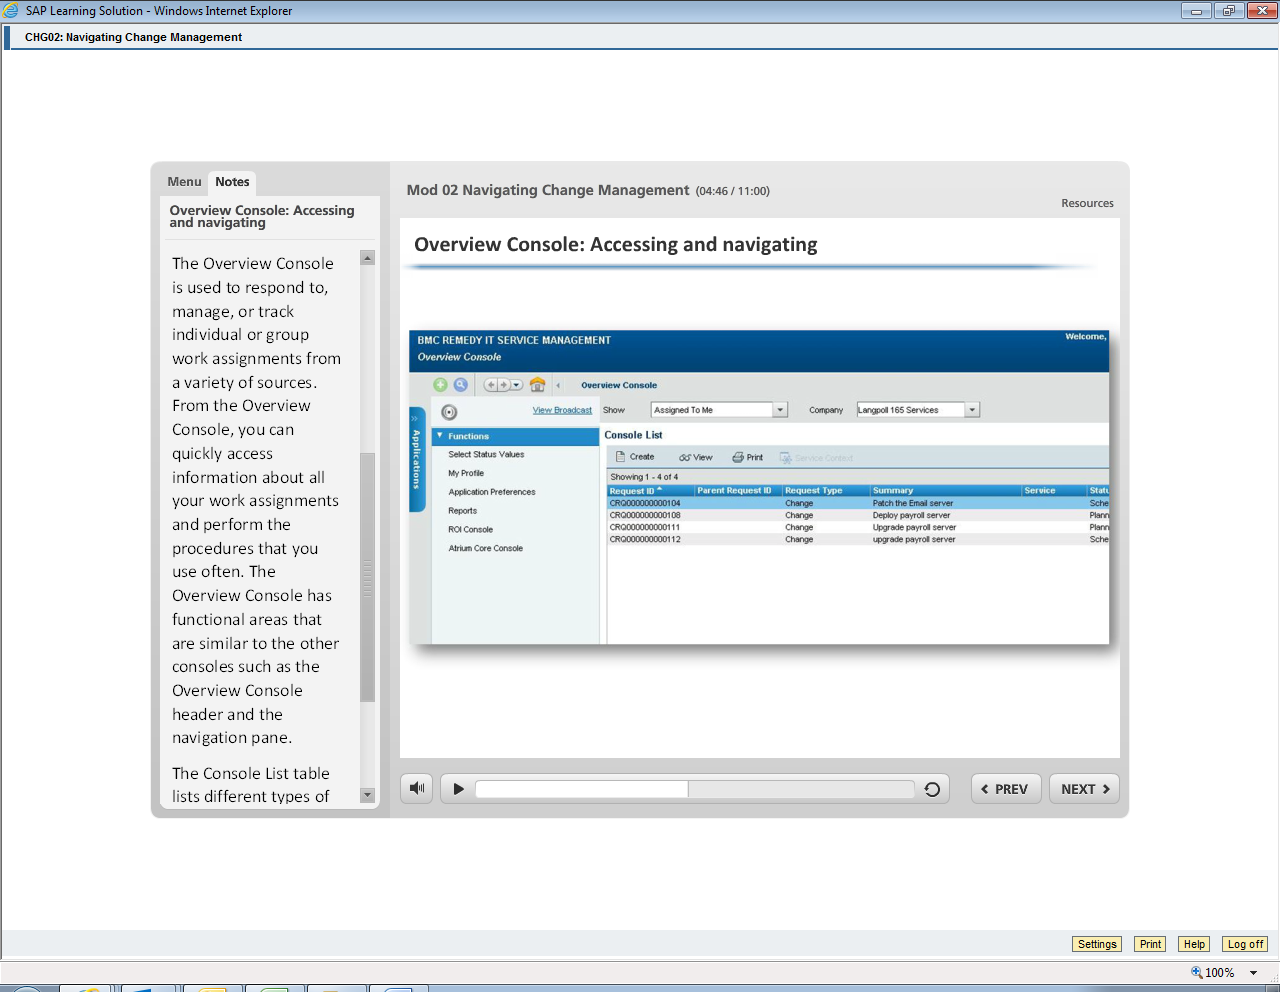 SAP Learning Solution - Windows Internet Explorer
CHG02: Navigating Change Management
Menu
Notes
Overview Console: Accessing
and navigating
The Overview Console
is used to respond to,
manage, or track
individual or group
work assignments from
a variety of sources.
From the Overview
Console, you can
quickly access
information about all
your work assignments
and perform the
procedures that you
use often. The
Overview Console has
functional areas that
are similar to the other
consoles such as the
Overview Console
header and the
navigation pane.
The Console List table
lists different types of
Mod 02 Navigating Change Management (04:46 / 11:00)
Resources
Overview Console: Accessing and navigating
BMC REMEDY IT SERVICE MANAGEMENT
Welcome,
Overview Console
Overview Console
View Broadcast
Show
Assigned To Me
Company
Langpoll 165 Services
Applications
Functions
Select Status Values
My Profile
Application Preferences
Reports
ROI Console
Atrium Core Console
Console List
Create
View
Print
Service Context
Showing 1 - 4 of 4
Request ID Parent Request ID Request Type Summary Service Statu
CRQ000000000104 Change Patch the Email server Sche
CRQ000000000108 Change Deploy payroll server Plann
CRQ000000000111 Change Upgrade payroll server Plann
CRQ000000000112 Change upgrade payroll server Sche
PREV
NEXT
Settings
Print
Help
Log off
100%